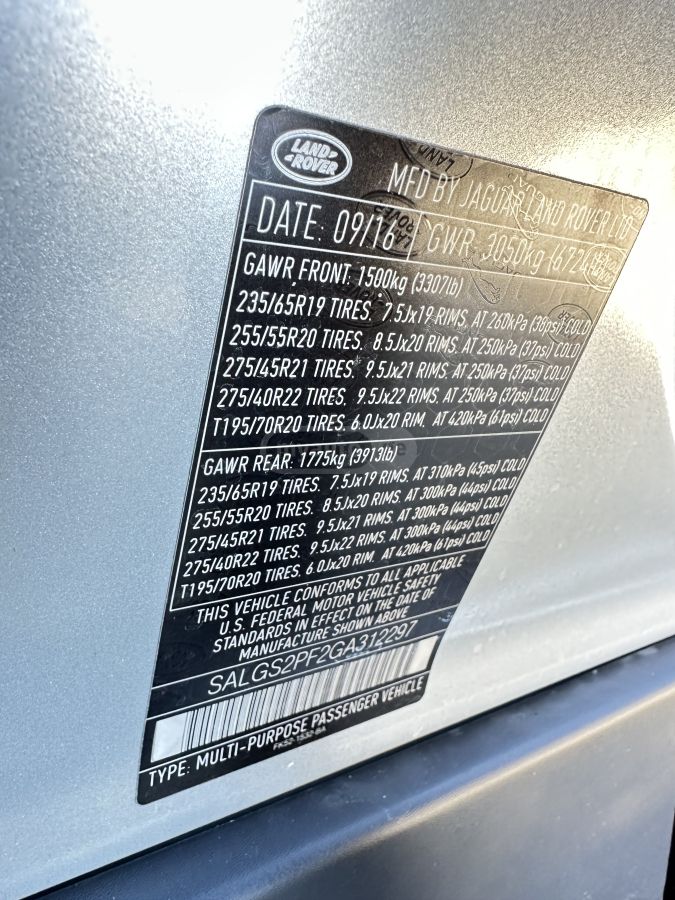 LAND ROVER
MFD BY JAGUAR LAND ROVER LTD
DATE: 09/16 GWR 3050kg (6724
GAWR FRONT: 1500kg (3307lb)
235/65R19 TIRES. 7.5Jx19 RIMS. AT 260kPa (38psi) COLD
255/55R20 TIRES. 8.5Jx20 RIMS. AT 250kPa (37psi) COLD
275/45R21 TIRES. 9.5Jx21 RIMS. AT 250kPa (37psi) COLD
275/40R22 TIRES. 9.5Jx22 RIMS. AT 250kPa (37psi) COLD
T195/70R20 TIRES. 6.0Jx20 RIM. AT 420kPa (61psi) COLD
GAWR REAR: 1775kg (3913lb)
235/65R19 TIRES. 7.5Jx19 RIMS. AT 310kPa (45psi) COLD
255/55R20 TIRES. 8.5Jx20 RIMS. AT 300kPa (44psi) COLD
275/45R21 TIRES. 9.5Jx21 RIMS. AT 300kPa (44psi) COLD
275/40R22 TIRES. 9.5Jx22 RIMS. AT 300kPa (44psi) COLD
T195/70R20 TIRES. 6.0Jx20 RIM. AT 420kPa (61psi) COLD
THIS VEHICLE CONFORMS TO ALL APPLICABLE
U.S. FEDERAL MOTOR VEHICLE SAFETY
STANDARDS IN EFFECT ON THE DATE OF
MANUFACTURE SHOWN ABOVE
SALGS2PF2GA312297
TYPE: MULTI-PURPOSE PASSENGER VEHICLE
FK52-1532-BA